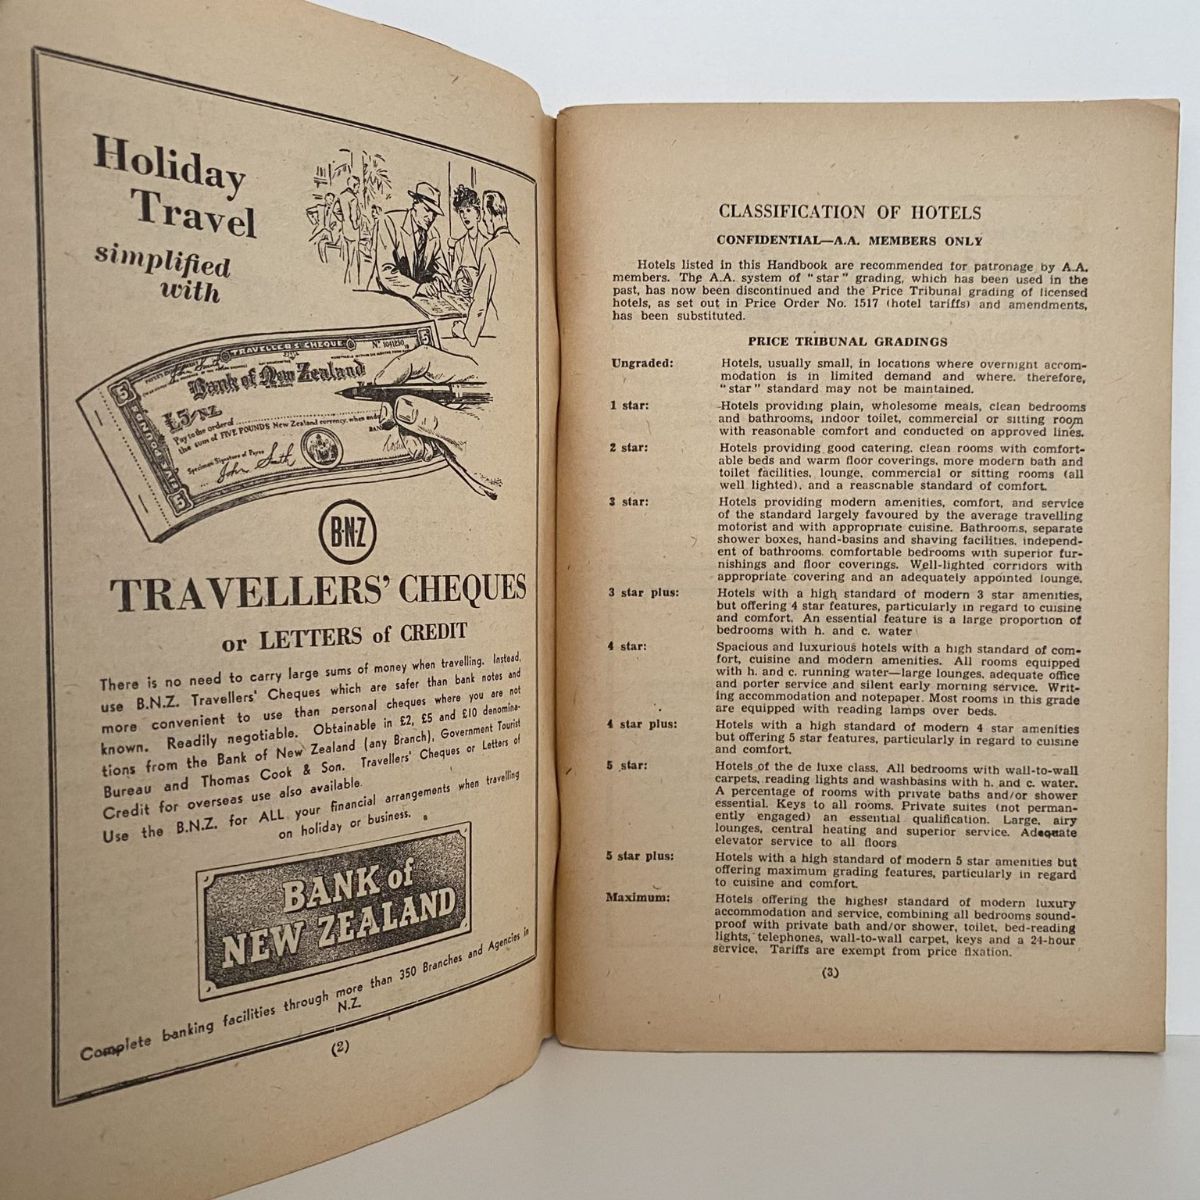 Holiday
Travel
simplified
with
TRAVELLER'S CHEQUE
Bank of New Zealand
£5/NZ
Pay to the order of
the sum of FIVE POUNDS New Zealand currency, when
Specimen Signature of Payee
John Smith
B·N·Z
TRAVELLERS' CHEQUES
or LETTERS of CREDIT
There is no need to carry large sums of money when travelling. Instead,
use B.N.Z. Travellers' Cheques which are safer than bank notes and
more convenient to use than personal cheques where you are not
known. Readily negotiable. Obtainable in £2, £5 and £10 denomina-
tions from the Bank of New Zealand (any Branch), Government Tourist
Bureau and Thomas Cook & Son. Travellers' Cheques or Letters of
Credit for overseas use also available.
Use the B.N.Z. for ALL your financial arrangements when travelling
on holiday or business.
BANK of
NEW ZEALAND
Complete banking facilities through more than 350 Branches and Agencies in
N.Z.
(2)
CLASSIFICATION OF HOTELS
CONFIDENTIAL—A.A. MEMBERS ONLY
Hotels listed in this Handbook are recommended for patronage by A.A.
members. The A.A. system of "star" grading, which has been used in the
past, has now been discontinued and the Price Tribunal grading of licensed
hotels, as set out in Price Order No. 1517 (hotel tariffs) and amendments,
has been substituted.
PRICE TRIBUNAL GRADINGS
Ungraded: Hotels, usually small, in locations where overnight accom-
modation is in limited demand and where, therefore,
"star" standard may not be maintained.
1 star: Hotels providing plain, wholesome meals, clean bedrooms
and bathrooms, indoor toilet, commercial or sitting room
with reasonable comfort and conducted on approved lines.
2 star: Hotels providing good catering, clean rooms with comfort-
able beds and warm floor coverings, more modern bath and
toilet facilities, lounge, commercial or sitting rooms (all
well lighted), and a reasonable standard of comfort.
3 star: Hotels providing modern amenities, comfort, and service
of the standard largely favoured by the average travelling
motorist and with appropriate cuisine. Bathrooms, separate
shower boxes, hand-basins and shaving facilities, independ-
ent of bathrooms, comfortable bedrooms with superior fur-
nishings and floor coverings. Well-lighted corridors with
appropriate covering and an adequately appointed lounge.
3 star plus: Hotels with a high standard of modern 3 star amenities,
but offering 4 star features, particularly in regard to cuisine
and comfort. An essential feature is a large proportion of
bedrooms with h. and c. water
4 star: Spacious and luxurious hotels with a high standard of com-
fort, cuisine and modern amenities. All rooms equipped
with h. and c. running water—large lounges, adequate office
and porter service and silent early morning service. Writ-
ing accommodation and notepaper. Most rooms in this grade
are equipped with reading lamps over beds.
4 star plus: Hotels with a high standard of modern 4 star amenities
but offering 5 star features, particularly in regard to cuisine
and comfort.
5 star: Hotels of the de luxe class. All bedrooms with wall-to-wall
carpets, reading lights and washbasins with h. and c. water.
A percentage of rooms with private baths and/or shower
essential. Keys to all rooms. Private suites (not perman-
ently engaged) an essential qualification. Large, airy
lounges, central heating and superior service. Adequate
elevator service to all floors
5 star plus: Hotels with a high standard of modern 5 star amenities but
offering maximum grading features, particularly in regard
to cuisine and comfort.
Maximum: Hotels offering the highest standard of modern luxury
accommodation and service, combining all bedrooms sound-
proof with private bath and/or shower, toilet, bed-reading
lights, telephones, wall-to-wall carpet, keys and a 24-hour
service. Tariffs are exempt from price fixation.
(3)